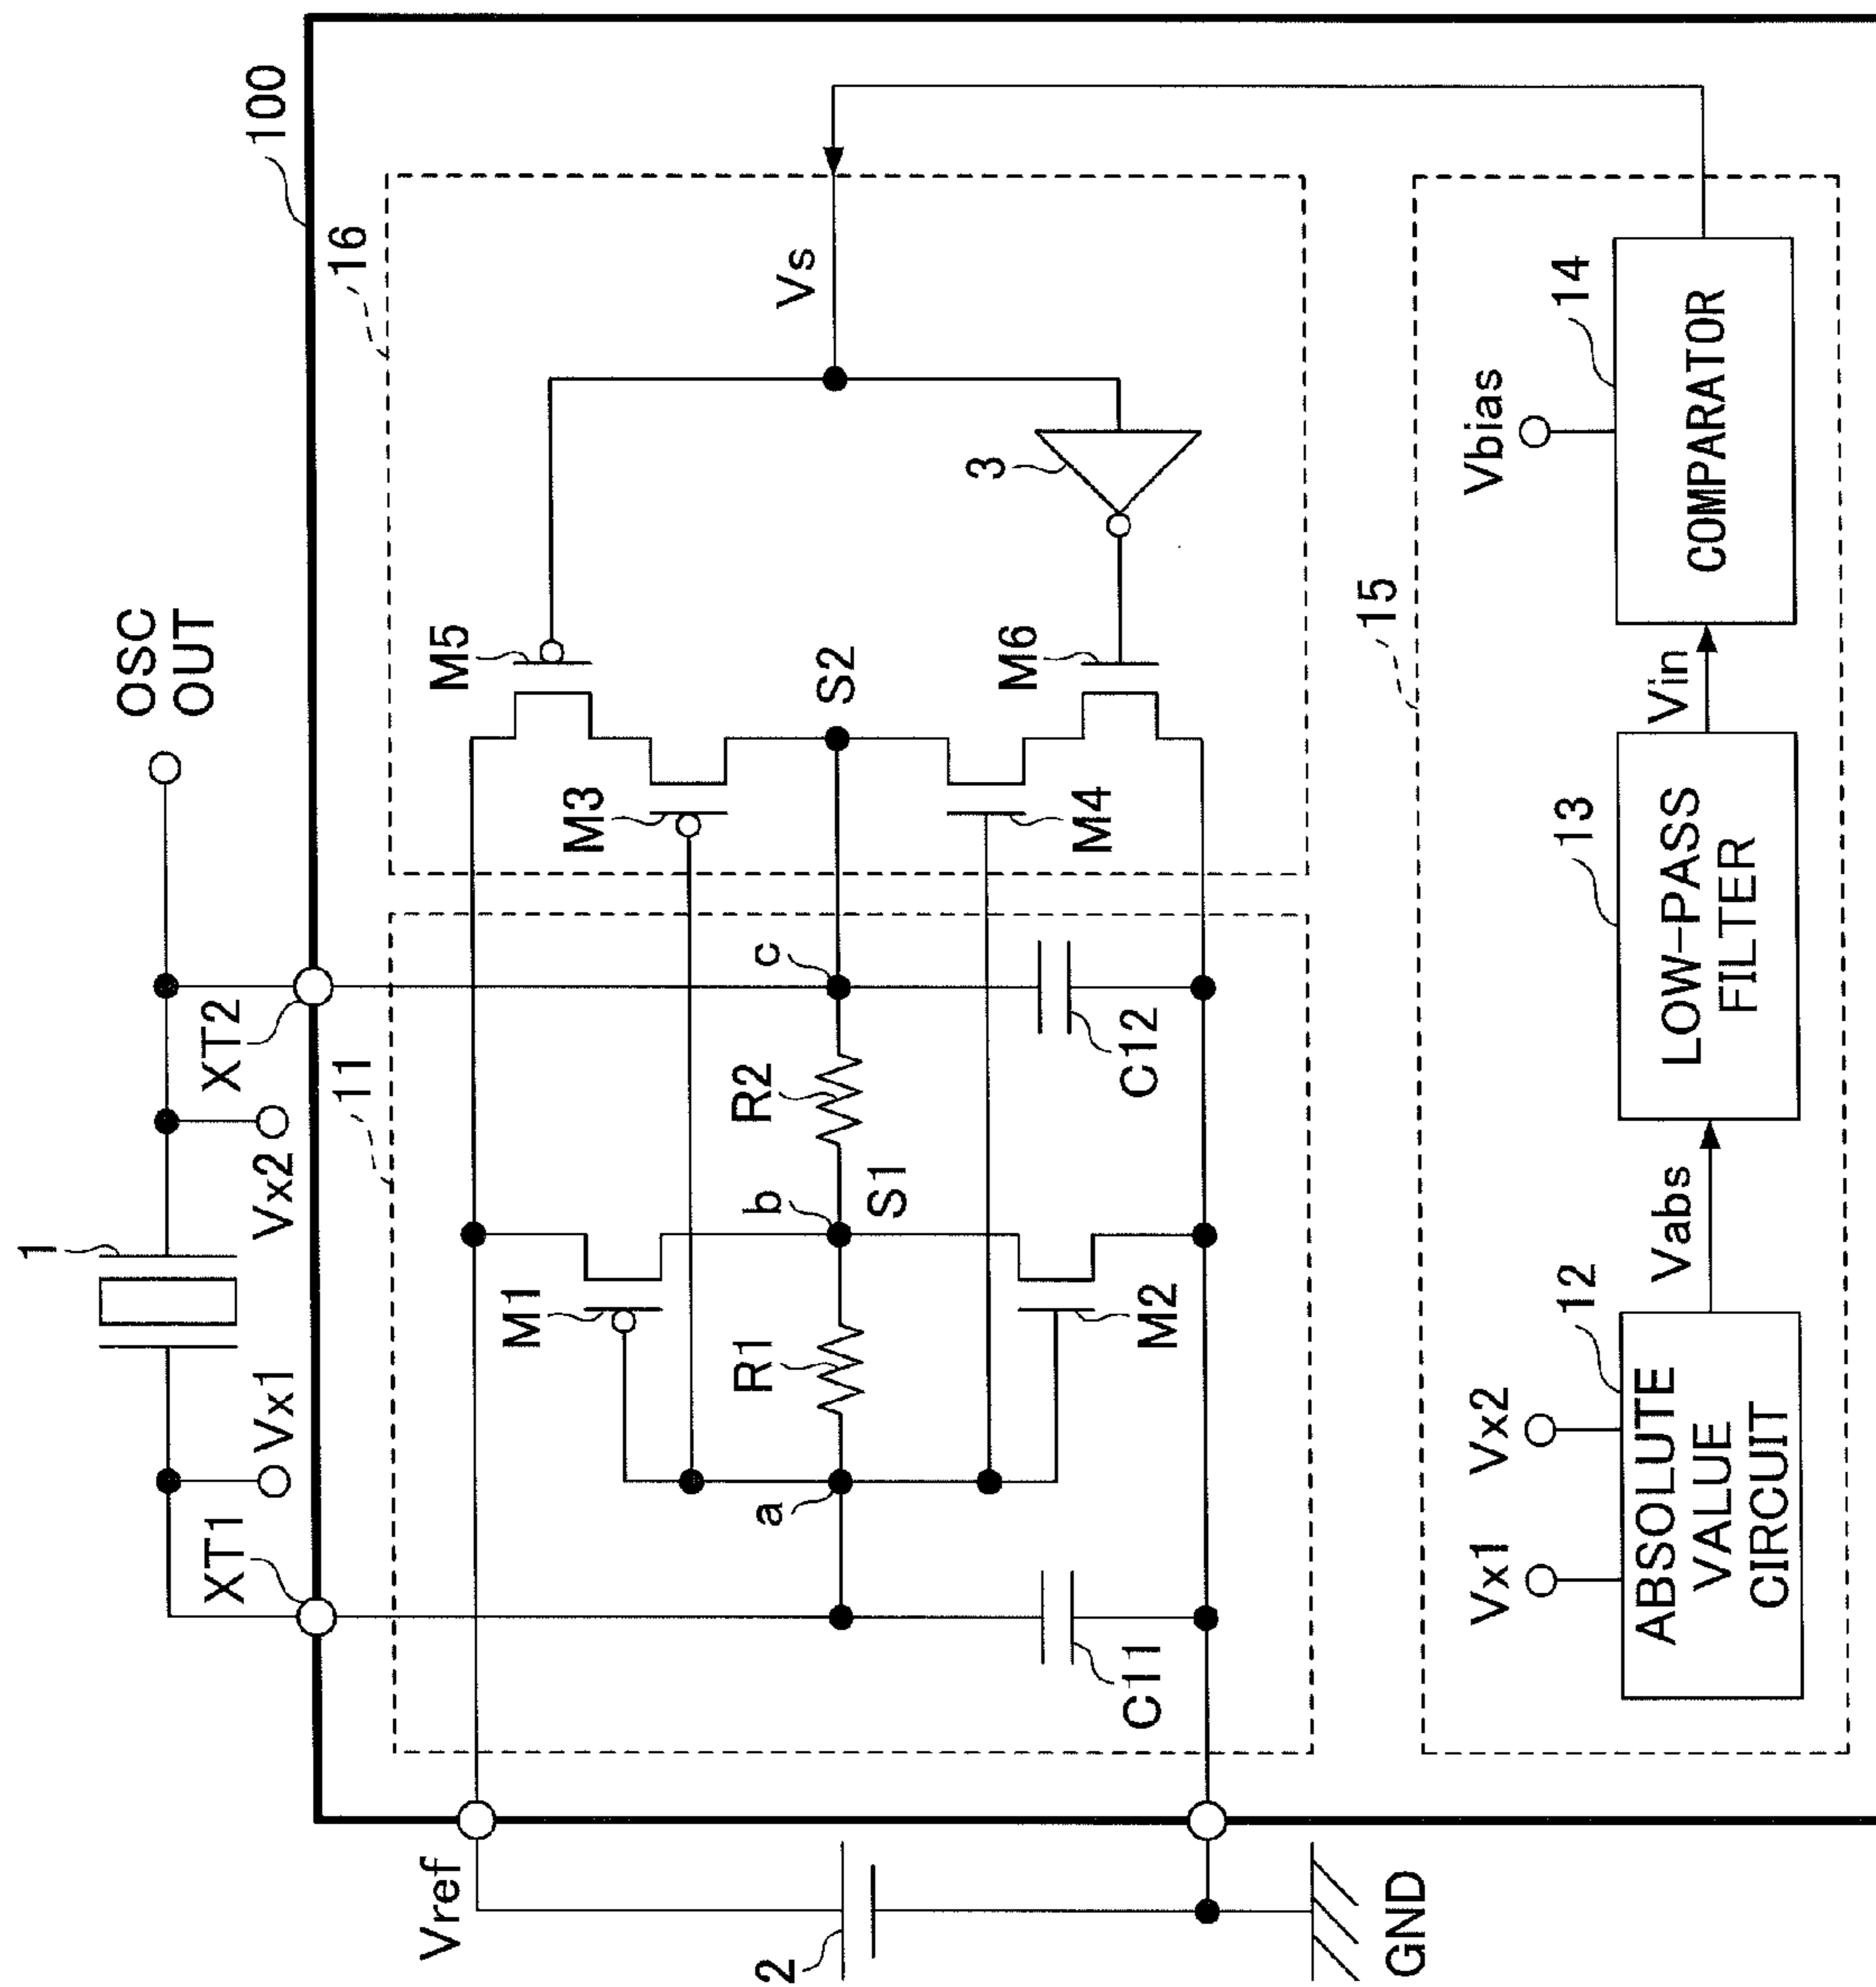 1
OSC
OUT
Vx1
Vx2
XT1
XT2
100
11
16
Vref
M1
M3
M5
Vs
R1
R2
a
b
c
S1
S2
3
2
M2
M4
M6
C11
C12
GND
15
Vx1
Vx2
12
ABSOLUTE
VALUE
CIRCUIT
Vabs
13
LOW-PASS
FILTER
Vin
Vbias
14
COMPARATOR